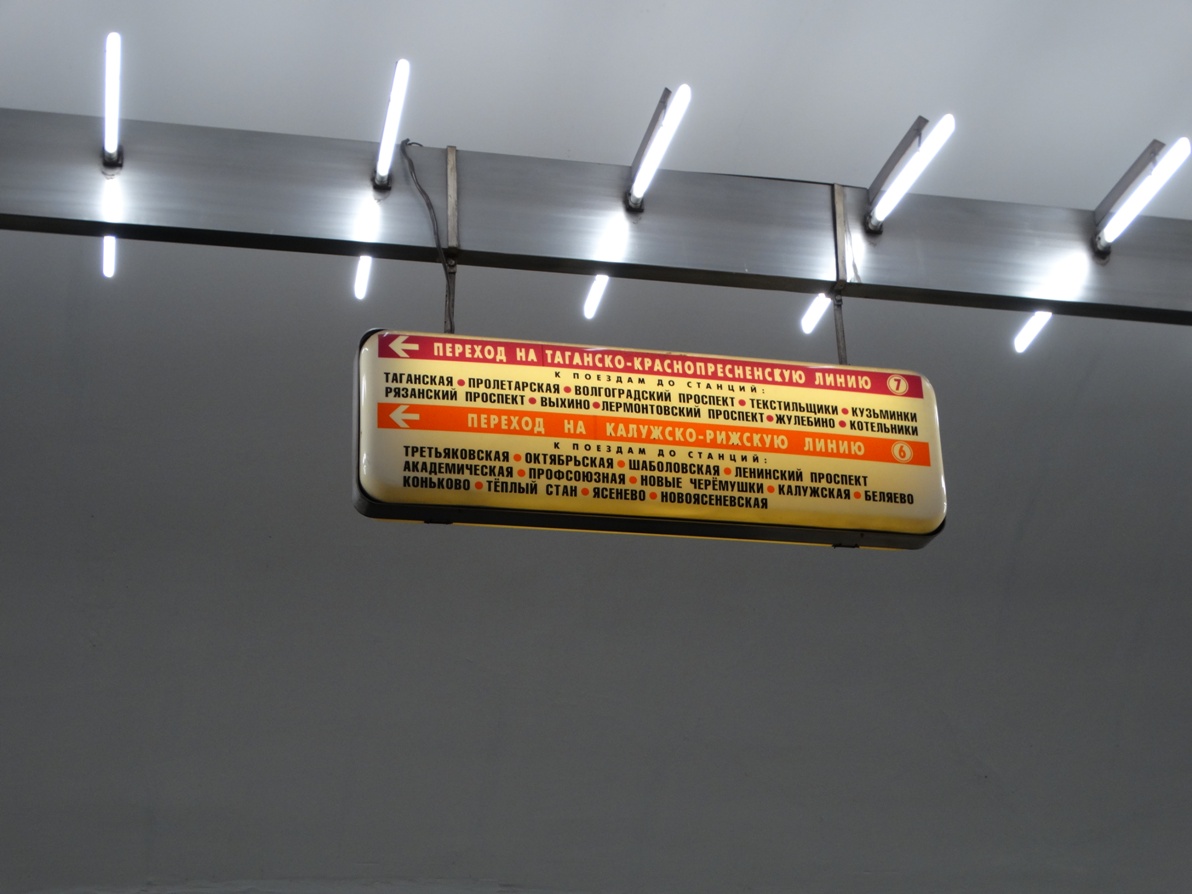 ← ПЕРЕХОД НА ТАГАНСКО-КРАСНОПРЕСНЕНСКУЮ ЛИНИЮ 7
К ПОЕЗДАМ ДО СТАНЦИЙ:
ТАГАНСКАЯ • ПРОЛЕТАРСКАЯ • ВОЛГОГРАДСКИЙ ПРОСПЕКТ • ТЕКСТИЛЬЩИКИ • КУЗЬМИНКИ
РЯЗАНСКИЙ ПРОСПЕКТ • ВЫХИНО • ЛЕРМОНТОВСКИЙ ПРОСПЕКТ • ЖУЛЕБИНО • КОТЕЛЬНИКИ
← ПЕРЕХОД НА КАЛУЖСКО-РИЖСКУЮ ЛИНИЮ 6
К ПОЕЗДАМ ДО СТАНЦИЙ:
ТРЕТЬЯКОВСКАЯ • ОКТЯБРЬСКАЯ • ШАБОЛОВСКАЯ • ЛЕНИНСКИЙ ПРОСПЕКТ
АКАДЕМИЧЕСКАЯ • ПРОФСОЮЗНАЯ • НОВЫЕ ЧЕРЁМУШКИ • КАЛУЖСКАЯ • БЕЛЯЕВО
КОНЬКОВО • ТЁПЛЫЙ СТАН • ЯСЕНЕВО • НОВОЯСЕНЕВСКАЯ